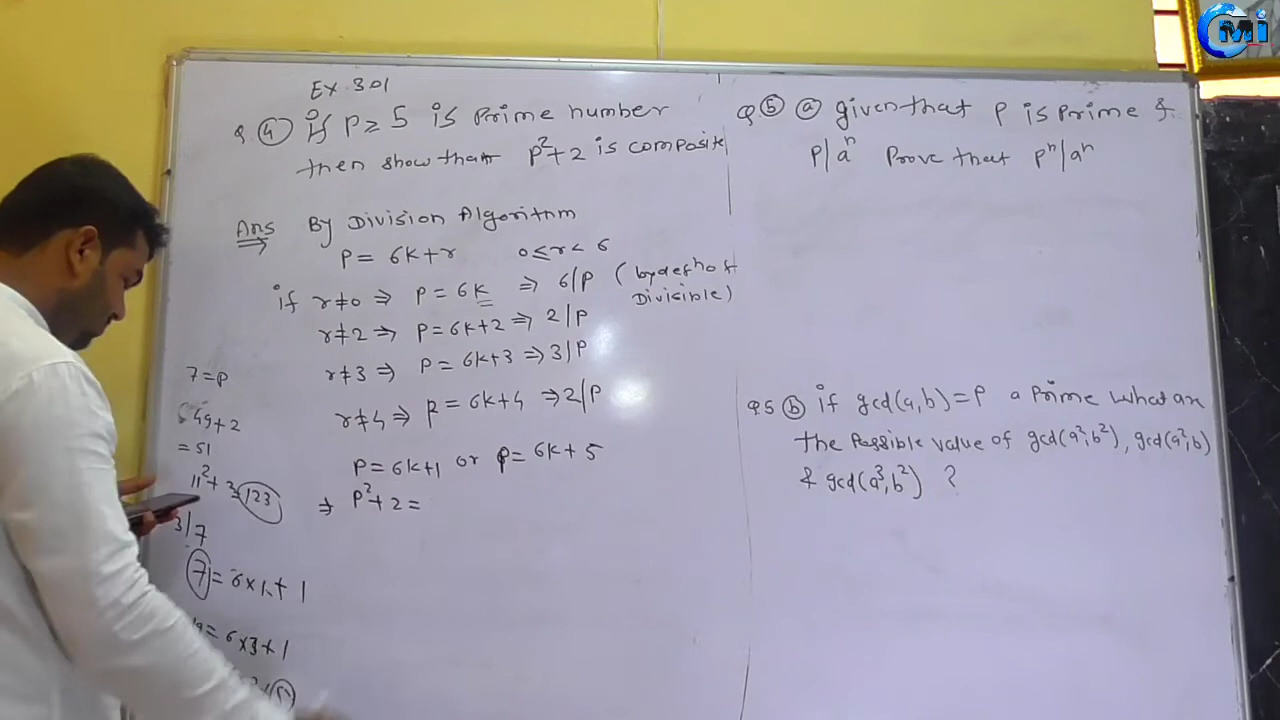 Ex. 3.01
Q (4) if P ≥ 5 is Prime number
then show that P²+2 is composite
Ans By Division Algorithm
⇒ P = 6k+r 0≤r<6
if r≠0 ⇒ P=6k ⇒ 6/P (by def n of
Divisible)
r≠2 ⇒ P=6k+2 ⇒ 2/P
r≠3 ⇒ P=6k+3 ⇒ 3/P
r≠4 ⇒ P=6k+4 ⇒ 2/P
P=6k+1 or P=6k+5
⇒ P²+2=
7=P
49+2
=51
11²+
123
3/7
7=6×1+1
=6×3+1
Q (5) (a) given that P is Prime &
P/aⁿ Prove that Pⁿ/aⁿ
Q5 (b) if gcd(a,b)=P a Prime what are
the Possible value of gcd(a²,b²), gcd(a²,b)
& gcd(a³,b²) ?
CMi